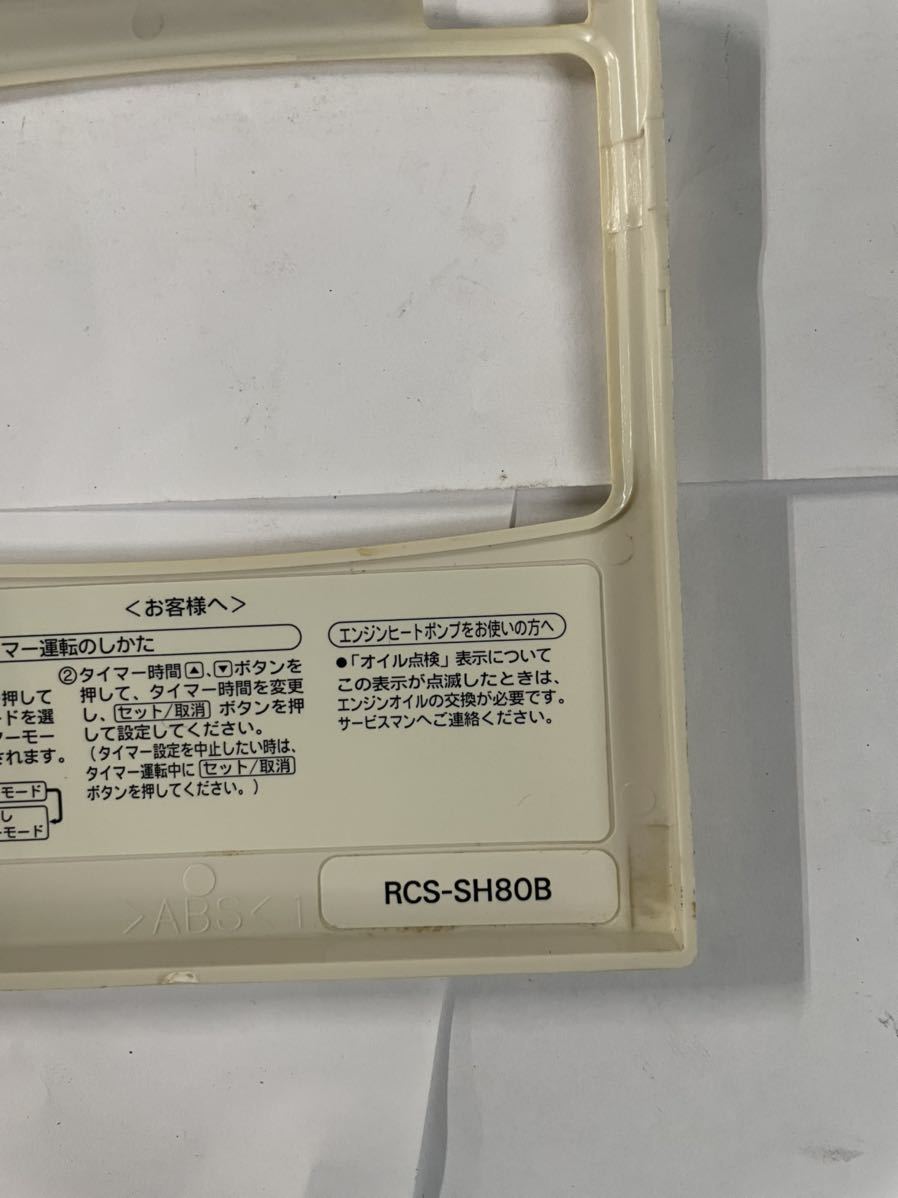 ＜お客様へ＞
マー運転のしかた
押して
ードを選
ーモー
されます。
モード
し
ーモード
②タイマー時間▲、▼ボタンを
押して、タイマー時間を変更
し、セット/取消 ボタンを押
して設定してください。
（タイマー設定を中止したい時は、
タイマー運転中に セット/取消
ボタンを押してください。）
エンジンヒートポンプをお使いの方へ
●「オイル点検」表示について
この表示が点滅したときは、
エンジンオイルの交換が必要です。
サービスマンへご連絡ください。
>ABS< 1
RCS-SH80B